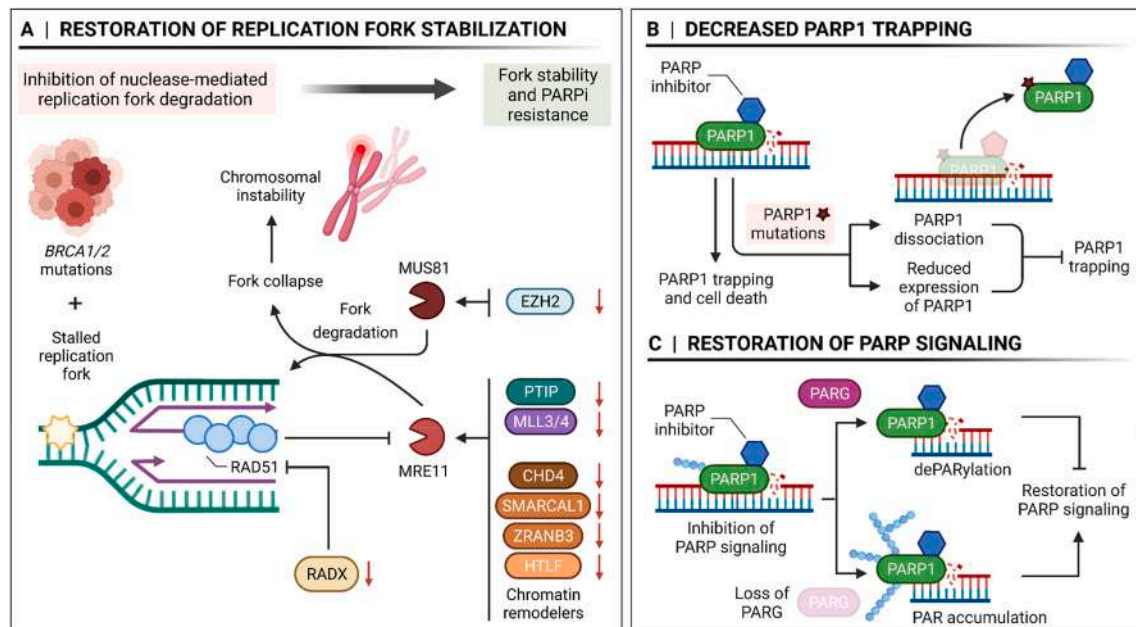 A | RESTORATION OF REPLICATION FORK STABILIZATION
Inhibition of nuclease-mediated
replication fork degradation
Fork stability
and PARPi
resistance
BRCA1/2
mutations
+
Stalled
replication
fork
Chromosomal
instability
Fork collapse
Fork
degradation
MUS81
EZH2
PTIP
MLL3/4
RAD51
MRE11
CHD4
SMARCAL1
ZRANB3
HTLF
RADX
Chromatin
remodelers
B | DECREASED PARP1 TRAPPING
PARP
inhibitor
PARP1
PARP1
PARP1
PARP1
mutations
PARP1
dissociation
PARP1 trapping
and cell death
Reduced
expression
of PARP1
PARP1
trapping
C | RESTORATION OF PARP SIGNALING
PARP
inhibitor
PARP1
Inhibition of
PARP signaling
PARG
PARP1
dePARylation
Restoration of
PARP signaling
Loss of
PARG
PARG
PARP1
PAR accumulation